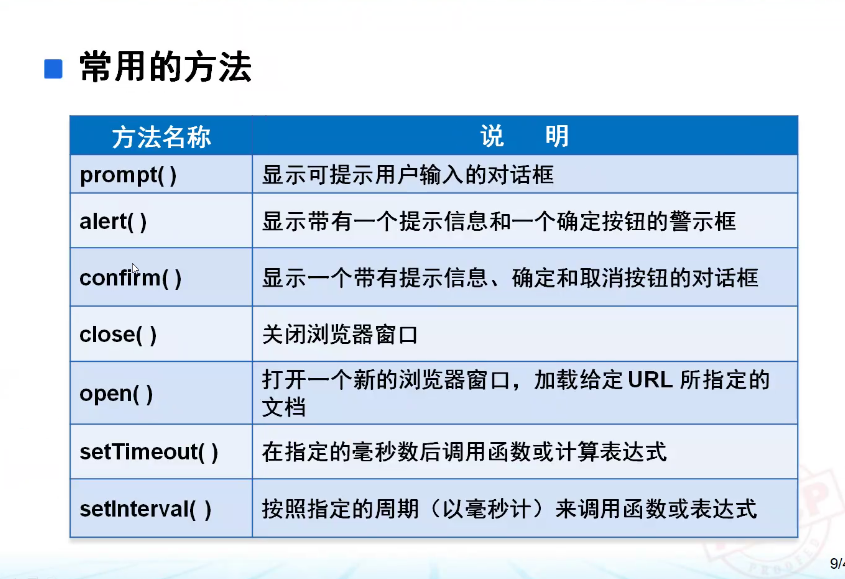 常用的方法
方法名称 说 明
prompt( ) 显示可提示用户输入的对话框
alert( ) 显示带有一个提示信息和一个确定按钮的警示框
confirm( ) 显示一个带有提示信息、确定和取消按钮的对话框
close( ) 关闭浏览器窗口
open( ) 打开一个新的浏览器窗口，加载给定 URL 所指定的
文档
setTimeout( ) 在指定的毫秒数后调用函数或计算表达式
setInterval( ) 按照指定的周期（以毫秒计）来调用函数或表达式
9/4